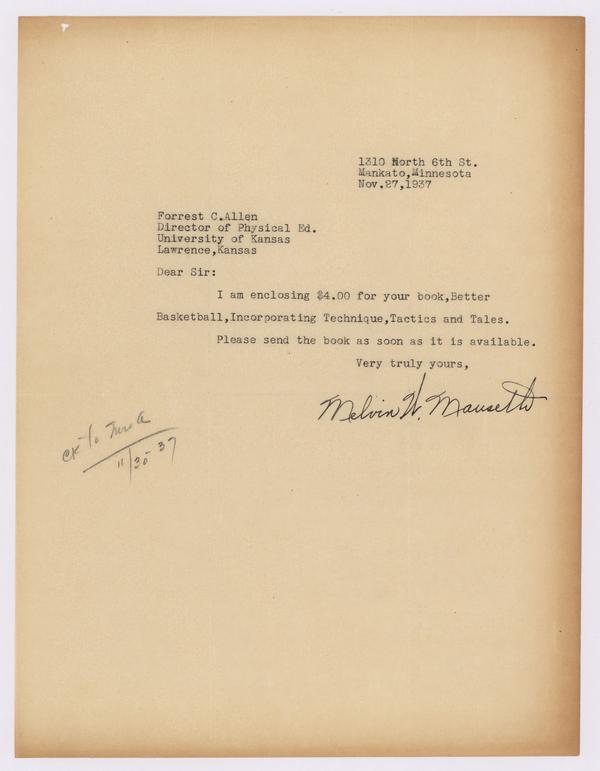 1310 North 6th St.
Mankato,Minnesota
Nov.27,1937
Forrest C.Allen
Director of Physical Ed.
University of Kansas
Lawrence,Kansas
Dear Sir:
I am enclosing $4.00 for your book,Better
Basketball,Incorporating Technique,Tactics and Tales.
Please send the book as soon as it is available.
Very truly yours,
Melvin W.
11/30 37